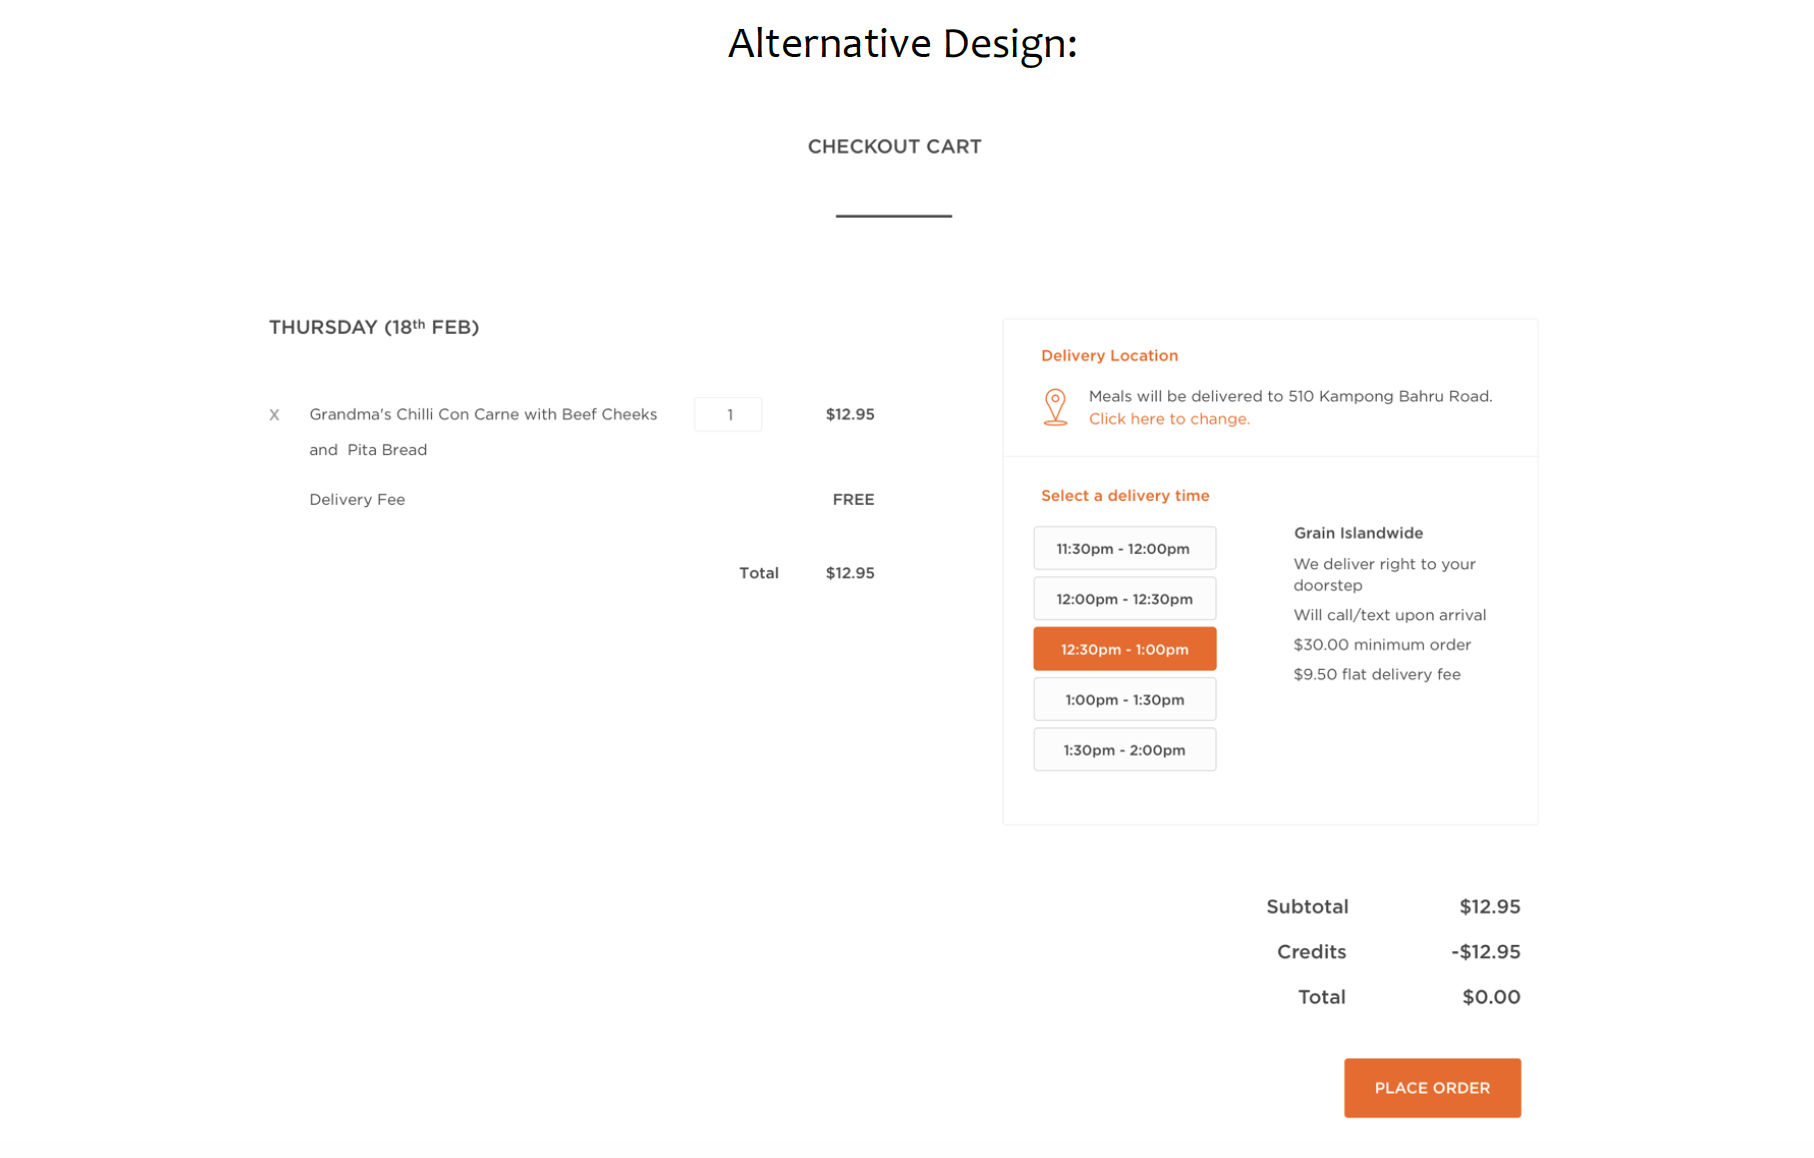 Alternative Design:
CHECKOUT CART
THURSDAY (18th FEB)
X Grandma's Chilli Con Carne with Beef Cheeks 1 $12.95
and Pita Bread
Delivery Fee FREE
Total $12.95
Delivery Location
Meals will be delivered to 510 Kampong Bahru Road.
Click here to change.
Select a delivery time
11:30pm - 12:00pm
12:00pm - 12:30pm
12:30pm - 1:00pm
1:00pm - 1:30pm
1:30pm - 2:00pm
Grain Islandwide
We deliver right to your
doorstep
Will call/text upon arrival
$30.00 minimum order
$9.50 flat delivery fee
Subtotal $12.95
Credits -$12.95
Total $0.00
PLACE ORDER